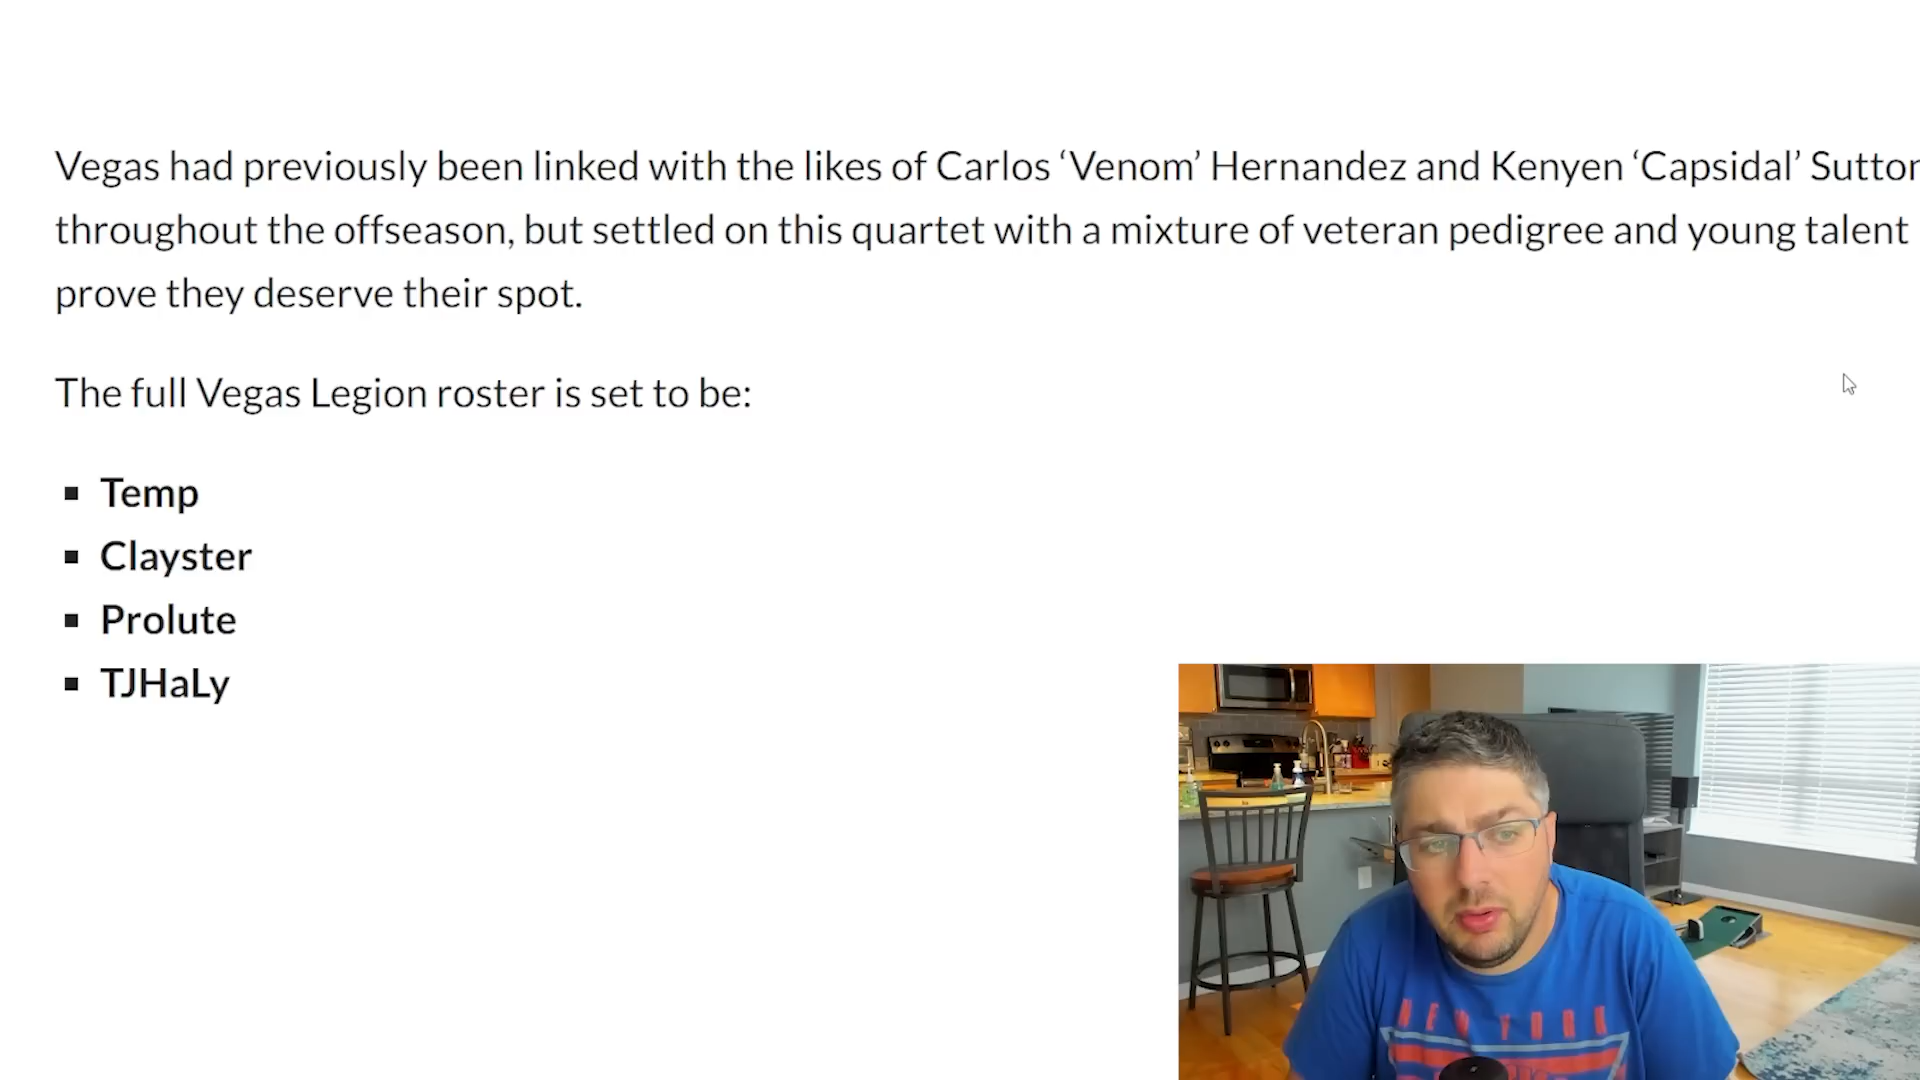 Vegas had previously been linked with the likes of Carlos ‘Venom’ Hernandez and Kenyen ‘Capsidal’
throughout the offseason, but settled on this quartet with a mixture of veteran pedigree and young talent
prove they deserve their spot.
The full Vegas Legion roster is set to be:
▪ Temp
▪ Clayster
▪ Prolute
▪ TJHaLy
NEW YORK